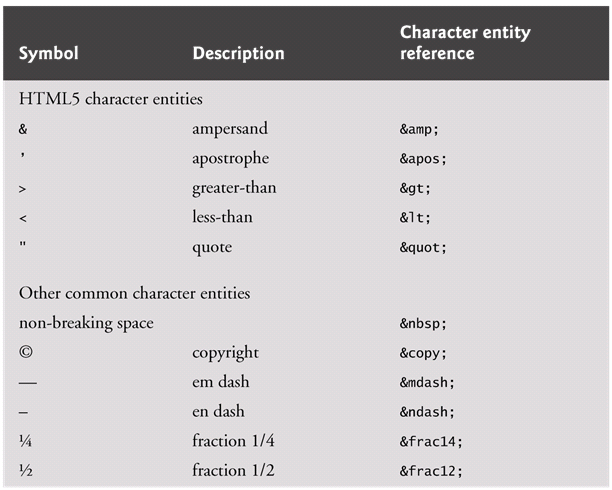 Symbol Description Character entity reference
HTML5 character entities
& ampersand &amp;
’ apostrophe &apos;
> greater-than &gt;
< less-than &lt;
" quote &quot;
Other common character entities
non-breaking space &nbsp;
© copyright &copy;
— em dash &mdash;
– en dash &ndash;
¼ fraction 1/4 &frac14;
½ fraction 1/2 &frac12;